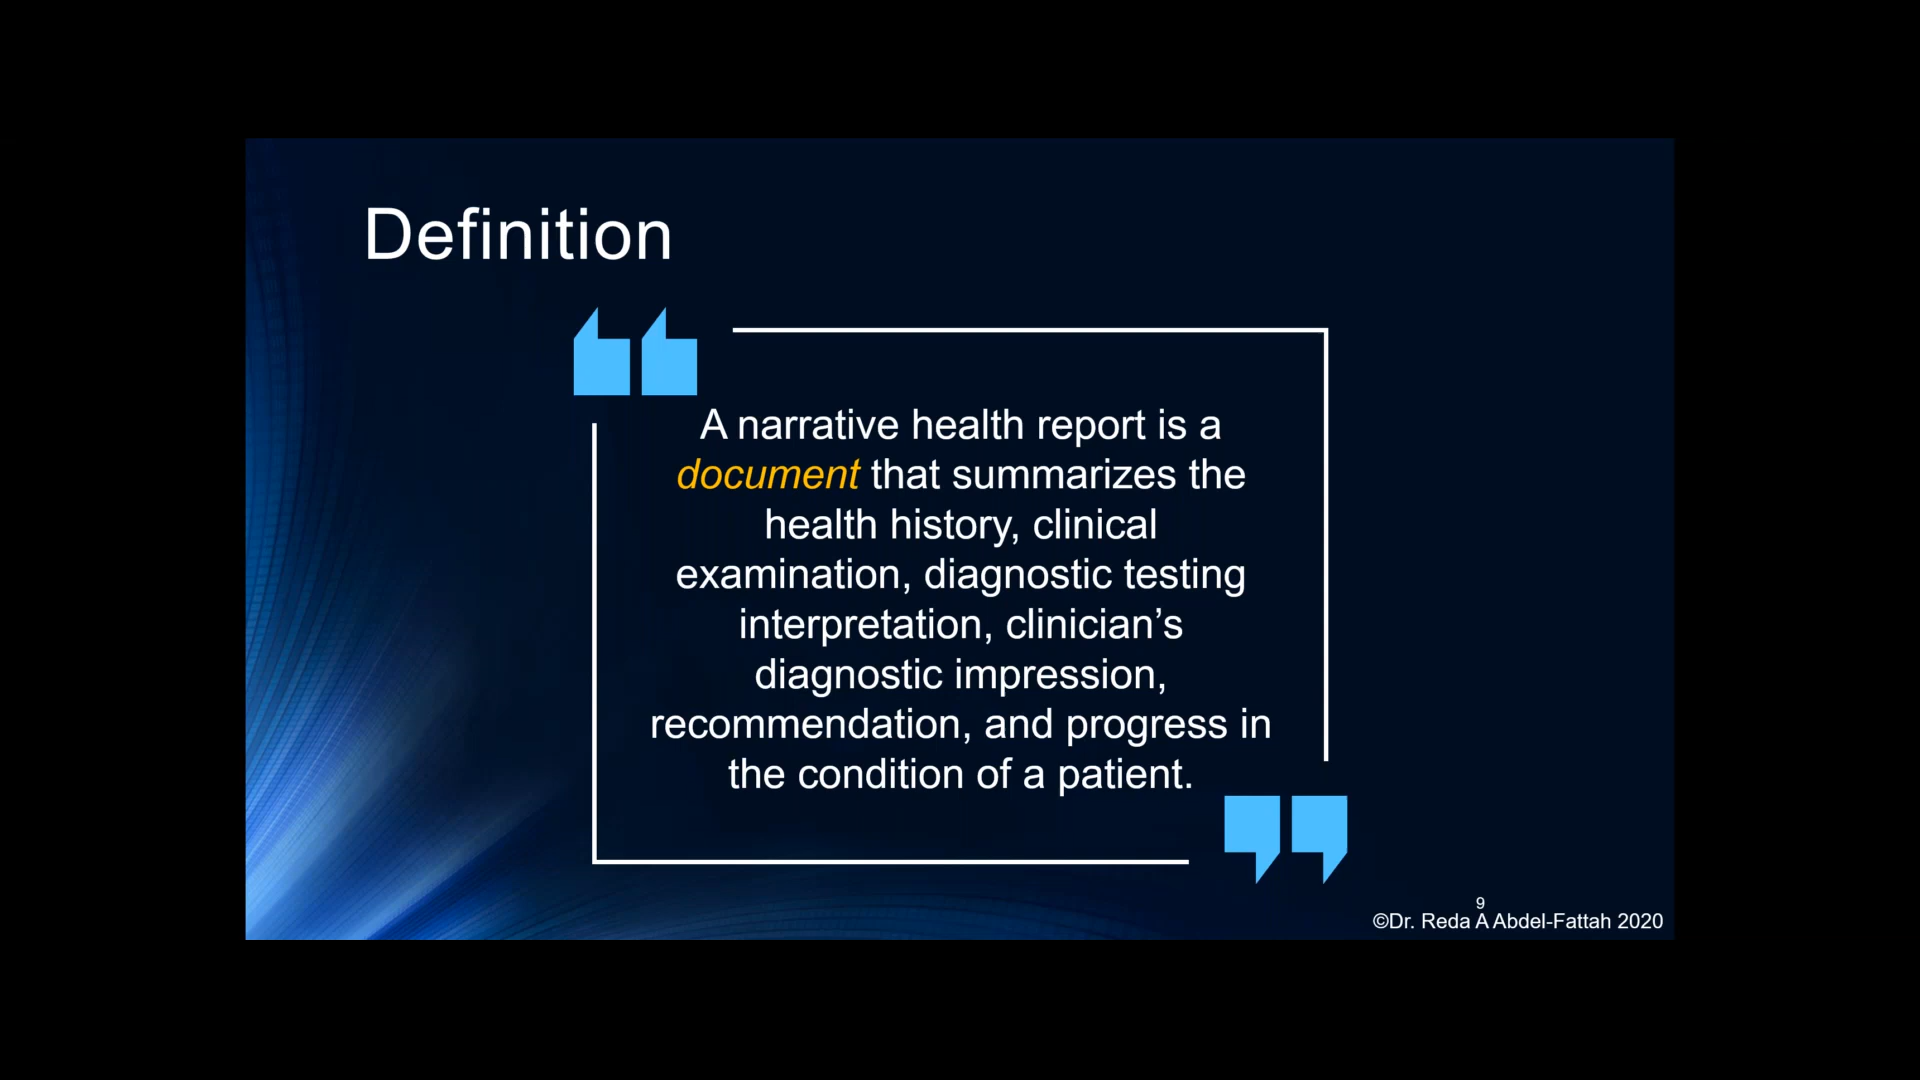 Definition
A narrative health report is a
document that summarizes the
health history, clinical
examination, diagnostic testing
interpretation, clinician’s
diagnostic impression,
recommendation, and progress in
the condition of a patient.
9
©Dr. Reda A Abdel-Fattah 2020